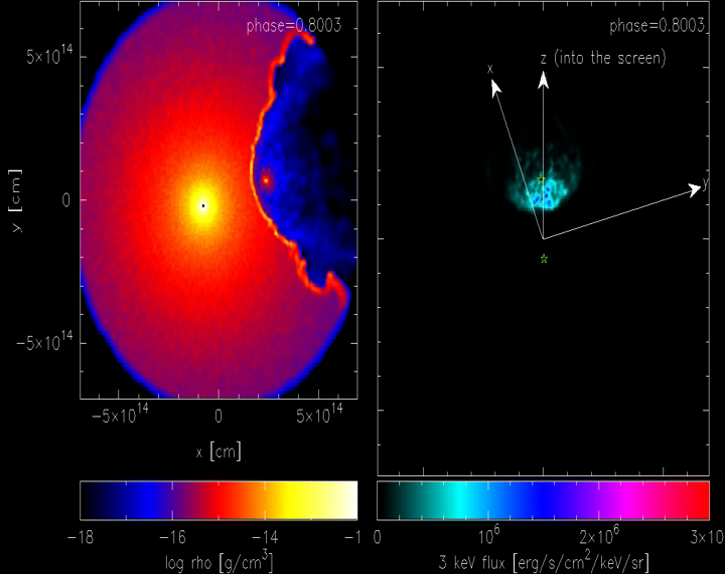 phase=0.8003
phase=0.8003
5×10¹⁴
0
−5×10¹⁴
y [cm]
−5×10¹⁴ 0 5×10¹⁴
x [cm]
x
z (into the screen)
y
−18 −16 −14 −1
log rho [g/cm³]
0 10⁶ 2×10⁶ 3×10
3 keV flux [erg/s/cm²/keV/sr]